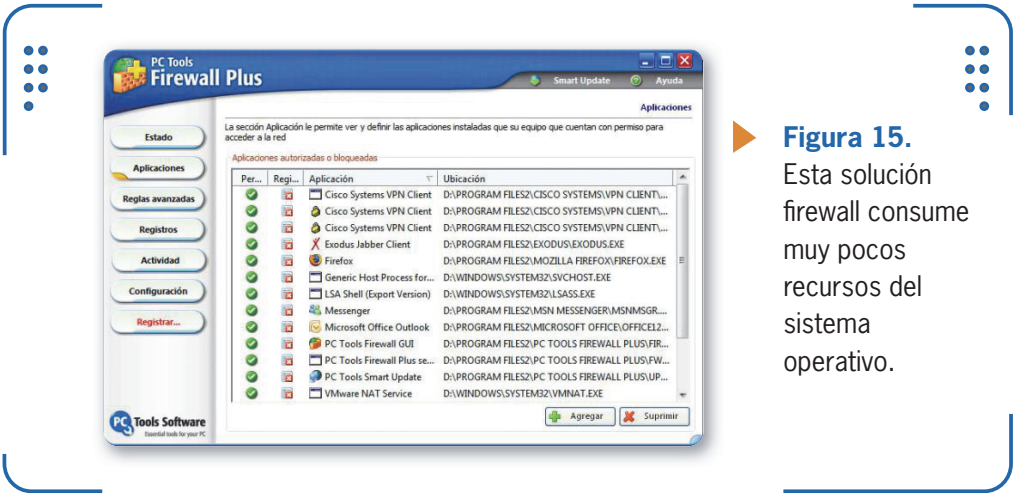 PC Tools
Firewall Plus
Smart Update
Ayuda
Aplicaciones
Estado
Aplicaciones
Reglas avanzadas
Registros
Actividad
Configuración
Registrar...
La sección Aplicación le permite ver y definir las aplicaciones instaladas que su equipo que cuentan con permiso para
acceder a la red
Aplicaciones autorizadas o bloqueadas
Per... Regi... Aplicación Ubicación
Cisco Systems VPN Client D:\PROGRAM FILES2\CISCO SYSTEMS\VPN CLIENT\...
Cisco Systems VPN Client D:\PROGRAM FILES2\CISCO SYSTEMS\VPN CLIENT\...
Cisco Systems VPN Client D:\PROGRAM FILES2\CISCO SYSTEMS\VPN CLIENT\...
Exodus Jabber Client D:\PROGRAM FILES2\EXODUS\EXODUS.EXE
Firefox D:\PROGRAM FILES2\MOZILLA FIREFOX\FIREFOX.EXE
Generic Host Process for... D:\WINDOWS\SYSTEM32\SVCHOST.EXE
LSA Shell (Export Version) D:\WINDOWS\SYSTEM32\LSASS.EXE
Messenger D:\PROGRAM FILES2\MSN MESSENGER\MSNMSGR....
Microsoft Office Outlook D:\PROGRAM FILES2\MICROSOFT OFFICE\OFFICE12...
PC Tools Firewall GUI D:\PROGRAM FILES2\PC TOOLS FIREWALL PLUS\FIR...
PC Tools Firewall Plus se... D:\PROGRAM FILES2\PC TOOLS FIREWALL PLUS\FW...
PC Tools Smart Update D:\PROGRAM FILES2\PC TOOLS FIREWALL PLUS\UP...
VMware NAT Service D:\WINDOWS\SYSTEM32\VMNAT.EXE
Agregar
Suprimir
PC Tools Software
Essential tools for your PC
Figura 15.
Esta solución
firewall consume
muy pocos
recursos del
sistema
operativo.